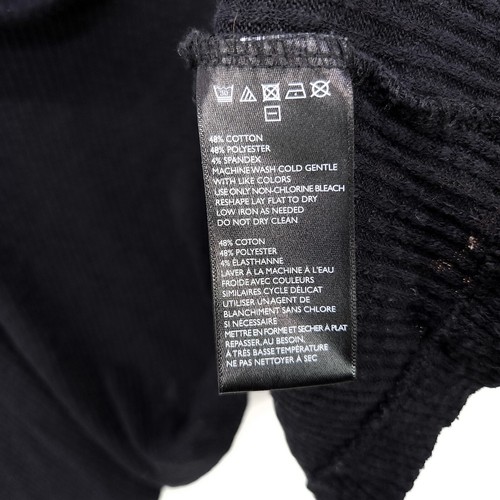 48% COTTON
48% POLYESTER
4% SPANDEX
MACHINE WASH COLD GENTLE
WITH LIKE COLORS
USE ONLY NON-CHLORINE BLEACH
RESHAPE LAY FLAT TO DRY
LOW IRON AS NEEDED
DO NOT DRY CLEAN
48% COTON
48% POLYESTER
4% ÉLASTHANNE
LAVER À LA MACHINE À L'EAU
FROIDE AVEC COULEURS
SIMILAIRES CYCLE DÉLICAT
UTILISER UN AGENT DE
BLANCHIMENT SANS CHLORE
SI NÉCESSAIRE
METTRE EN FORME ET SÉCHER À PLAT
REPASSER, AU BESOIN,
À TRÈS BASSE TEMPÉRATURE
NE PAS NETTOYER À SEC